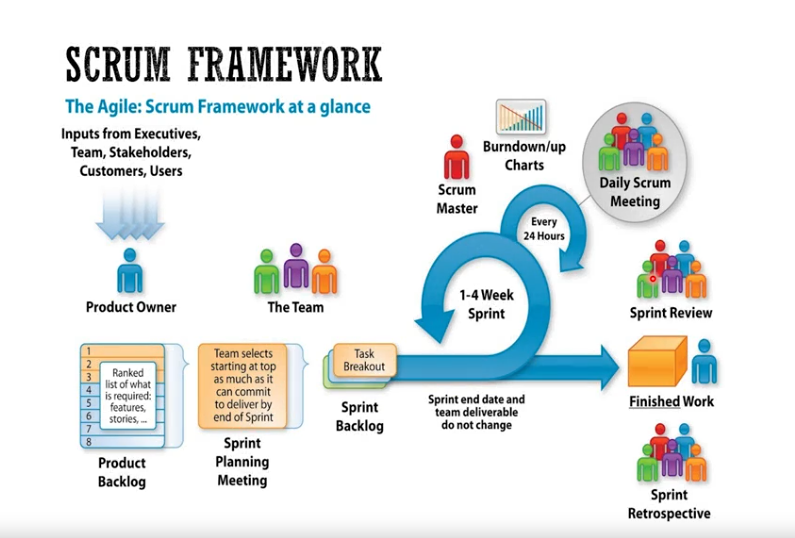 SCRUM FRAMEWORK
The Agile: Scrum Framework at a glance
Inputs from Executives,
Team, Stakeholders,
Customers, Users
Product Owner
The Team
1
2
3
4
5
6
7
8
Ranked
list of what
is required:
features,
stories, ...
Product
Backlog
Team selects
starting at top
as much as it
can commit
to deliver by
end of Sprint
Sprint
Planning
Meeting
Task
Breakout
Sprint
Backlog
Scrum
Master
Burndown/up
Charts
Every
24 Hours
1-4 Week
Sprint
Sprint end date and
team deliverable
do not change
Daily Scrum
Meeting
Sprint Review
Finished Work
Sprint
Retrospective